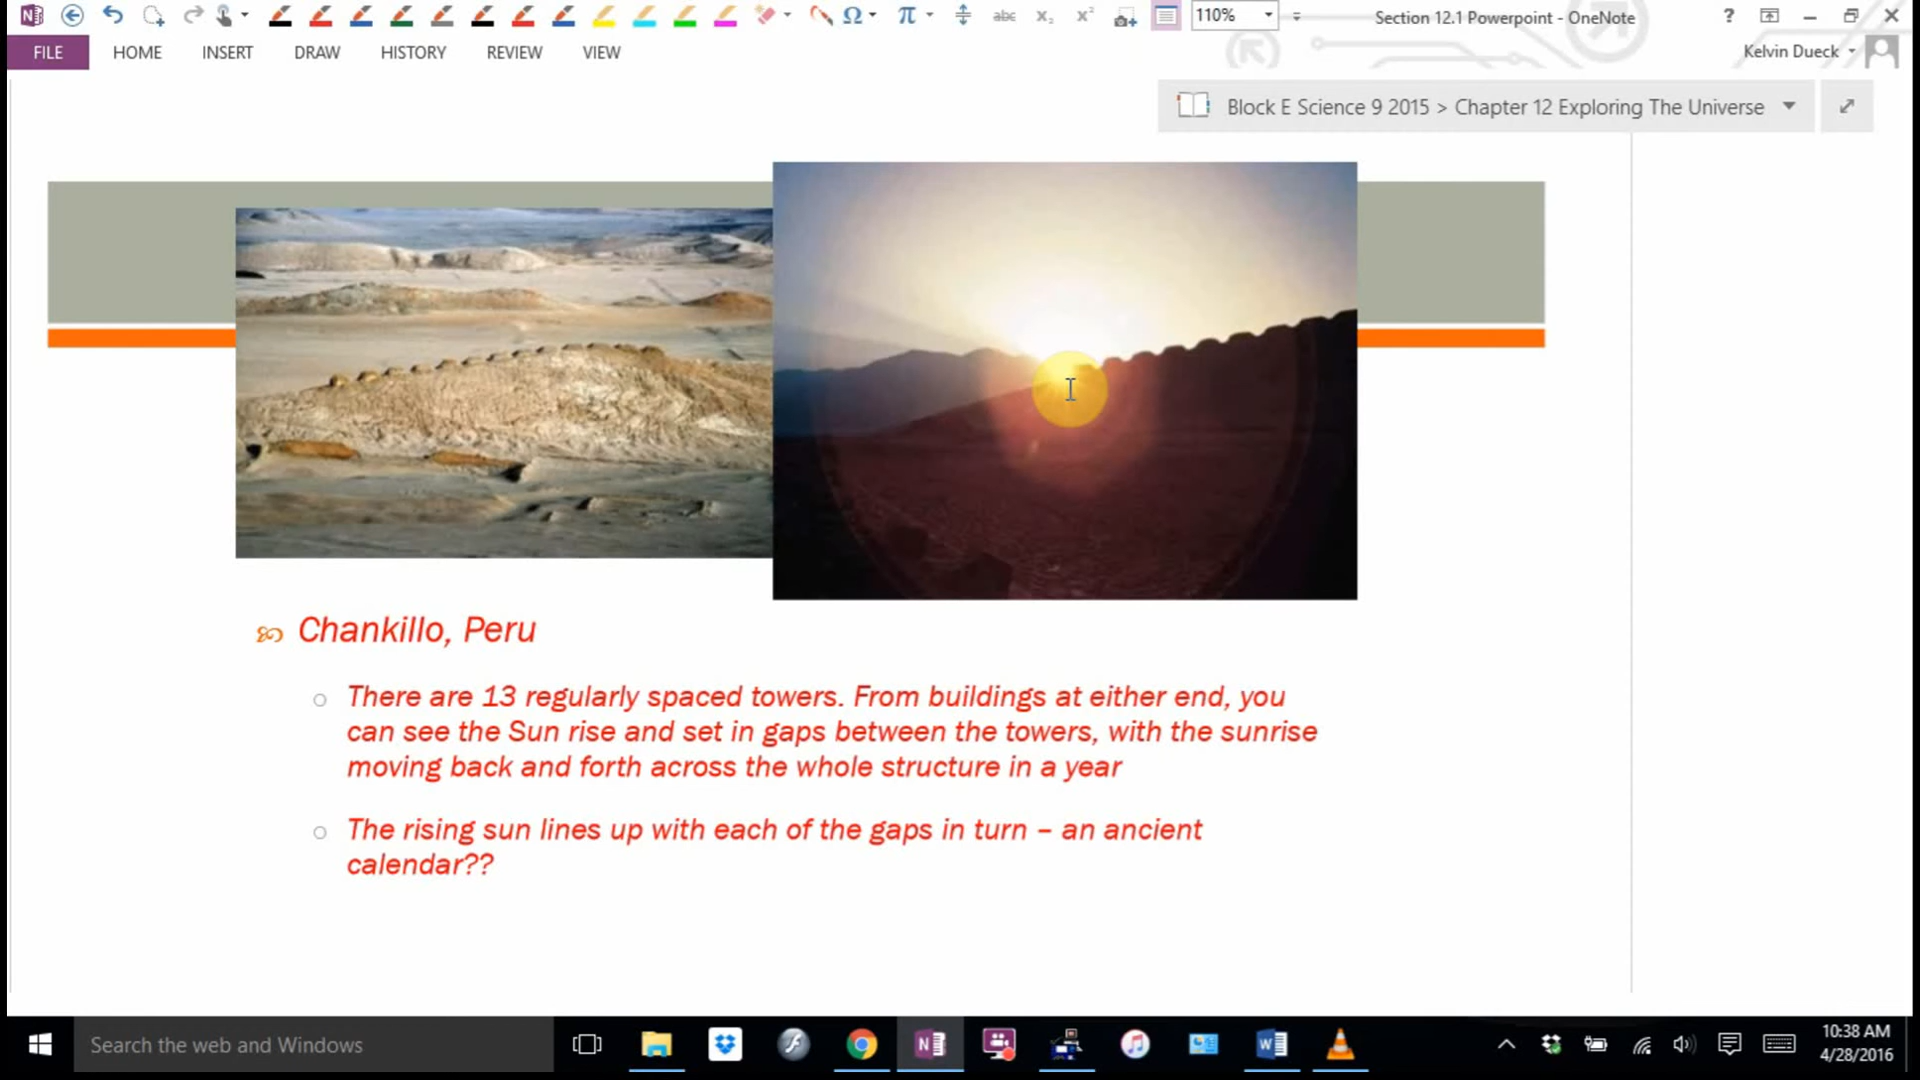 110%
Section 12.1 Powerpoint - OneNote
?
FILE
HOME
INSERT
DRAW
HISTORY
REVIEW
VIEW
Kelvin Dueck
Block E Science 9 2015 > Chapter 12 Exploring The Universe
Chankillo, Peru
There are 13 regularly spaced towers. From buildings at either end, you
can see the Sun rise and set in gaps between the towers, with the sunrise
moving back and forth across the whole structure in a year
The rising sun lines up with each of the gaps in turn – an ancient
calendar??
Search the web and Windows
10:38 AM
4/28/2016